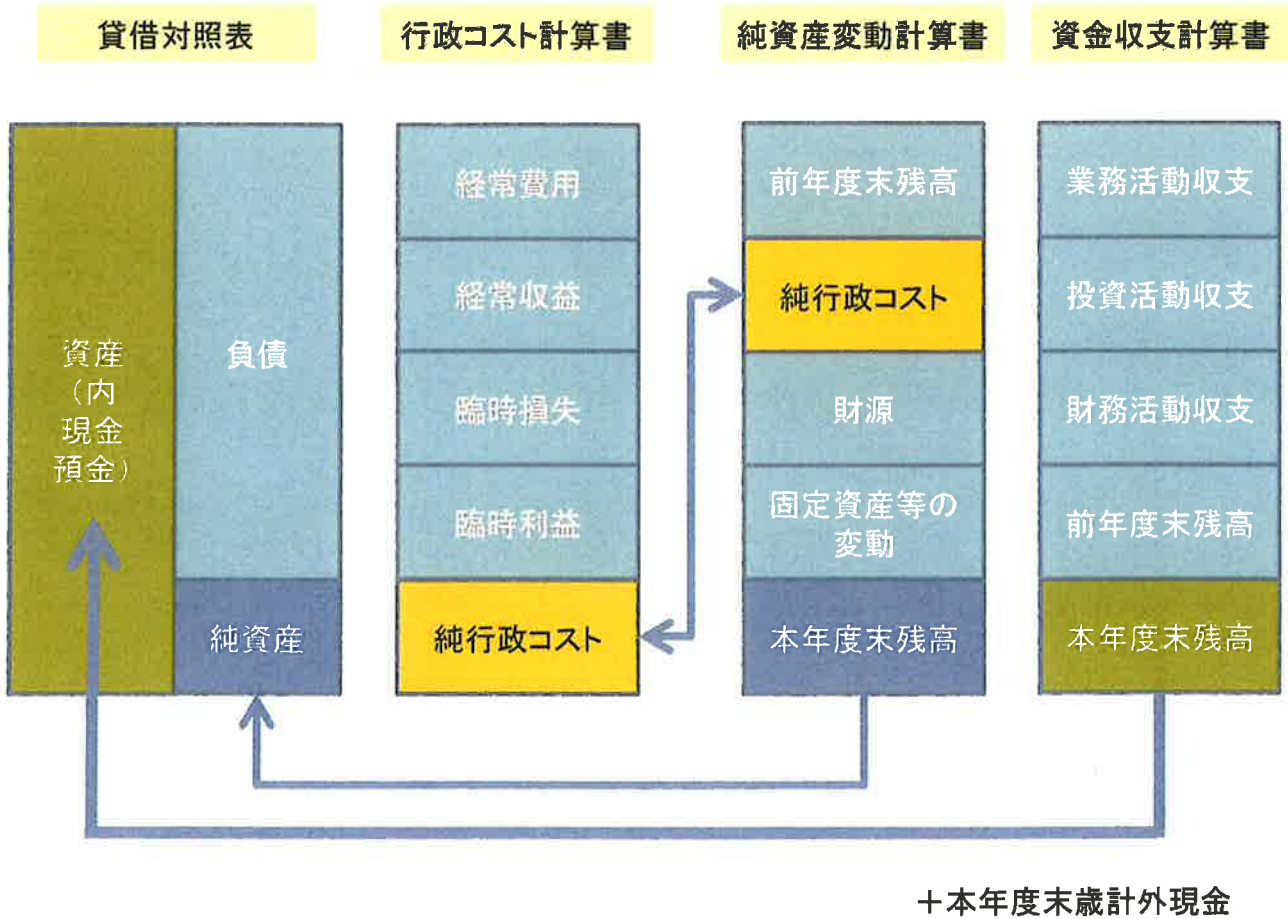 貸借対照表
行政コスト計算書
純資産変動計算書
資金収支計算書
資産
（内
現金
預金）
負債
純資産
経常費用
経常収益
臨時損失
臨時利益
純行政コスト
前年度末残高
純行政コスト
財源
固定資産等の
変動
本年度末残高
業務活動収支
投資活動収支
財務活動収支
前年度末残高
本年度末残高
＋本年度末歳計外現金